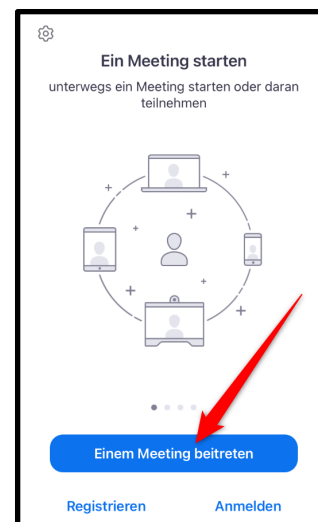 Ein Meeting starten
unterwegs ein Meeting starten oder daran
teilnehmen
Einem Meeting beitreten
Registrieren Anmelden